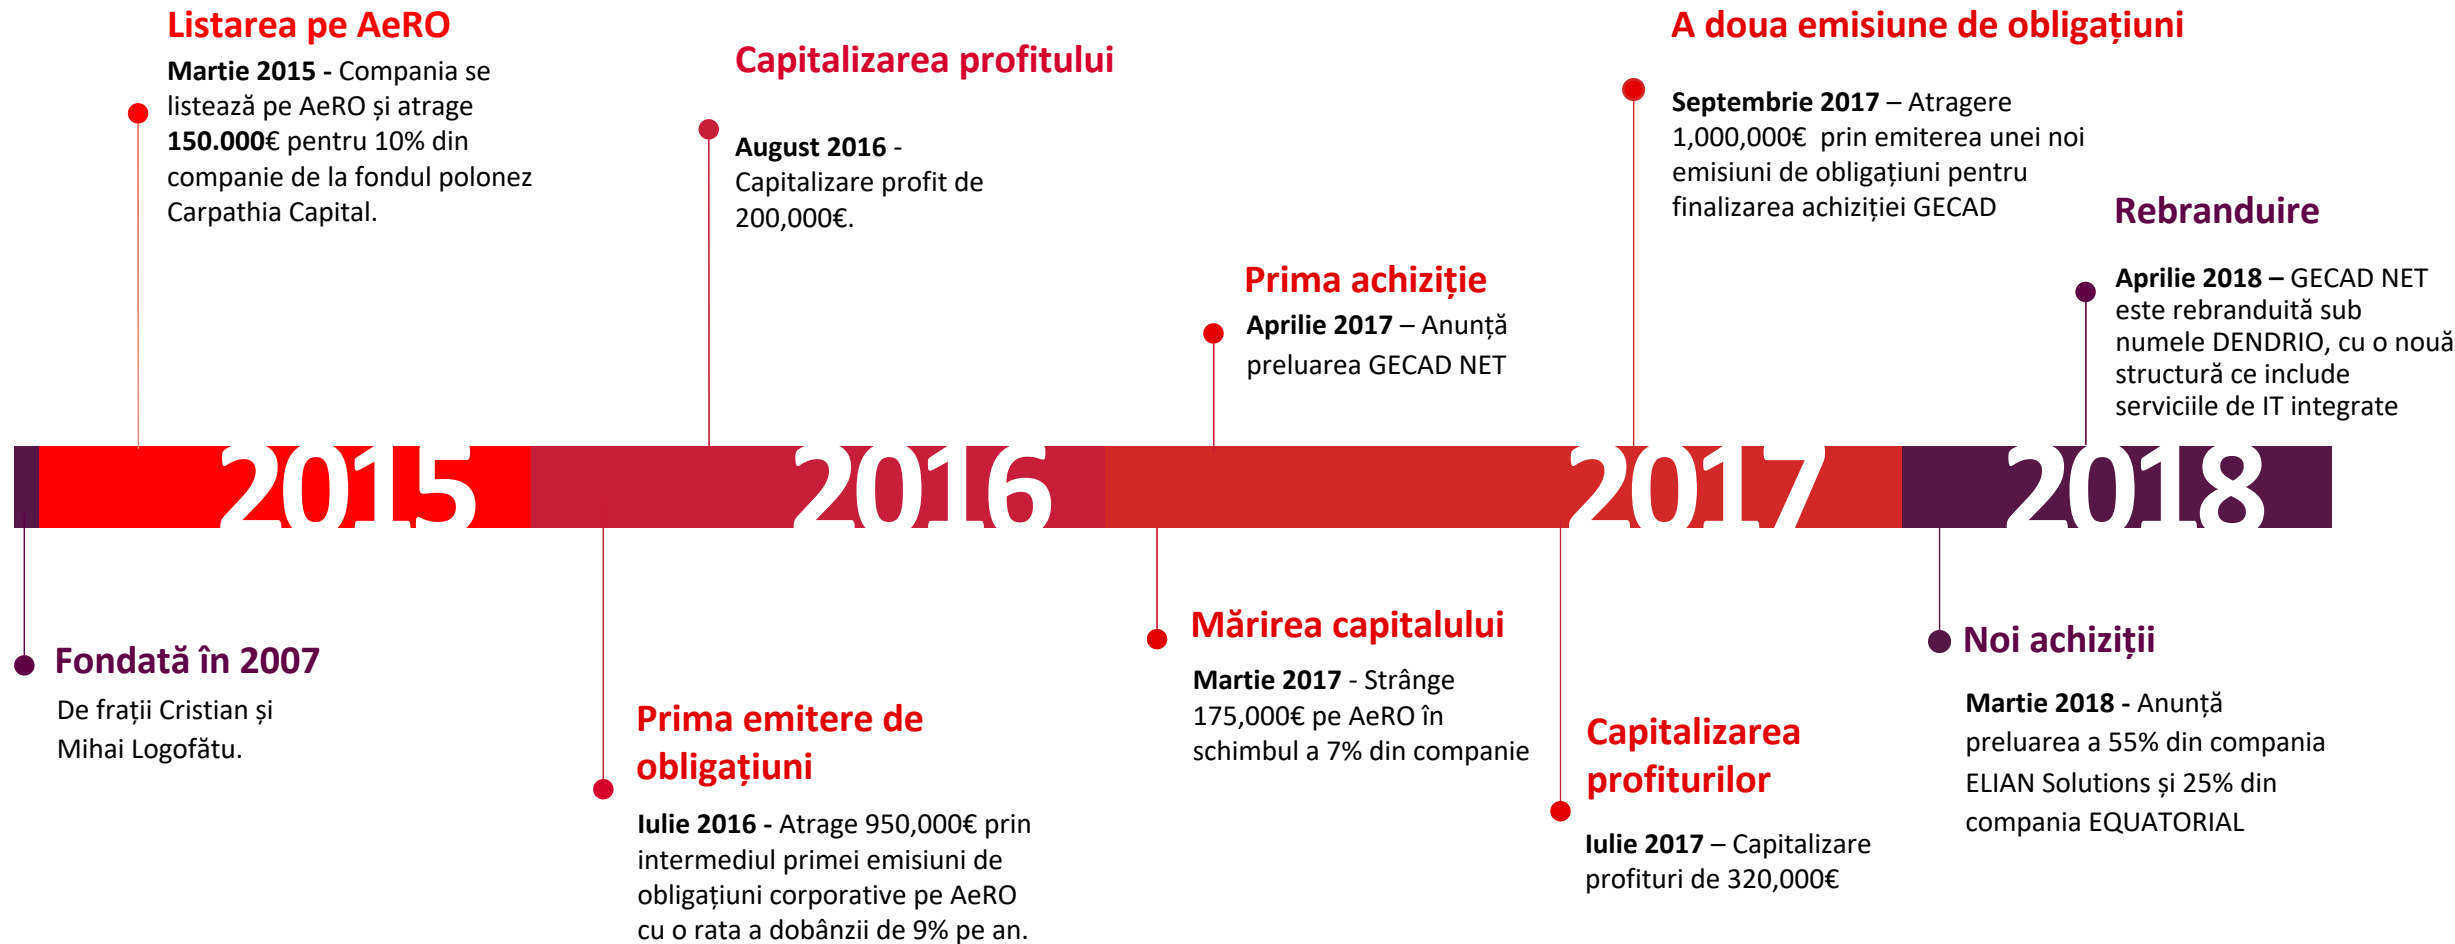 Listarea pe AeRO
Martie 2015 - Compania se
listează pe AeRO și atrage
150.000€ pentru 10% din
companie de la fondul polonez
Carpathia Capital.
Capitalizarea profitului
August 2016 -
Capitalizare profit de
200,000€.
Prima achiziție
Aprilie 2017 – Anunță
preluarea GECAD NET
A doua emisiune de obligațiuni
Septembrie 2017 – Atragere
1,000,000€ prin emiterea unei noi
emisiuni de obligațiuni pentru
finalizarea achiziției GECAD
Rebranduire
Aprilie 2018 – GECAD NET
este rebranduită sub
numele DENDRIO, cu o nouă
structură ce include
serviciile de IT integrate
2015
2016
2017
2018
Fondată în 2007
De frații Cristian și
Mihai Logofătu.
Prima emitere de
obligațiuni
Iulie 2016 - Atrage 950,000€ prin
intermediul primei emisiuni de
obligațiuni corporative pe AeRO
cu o rata a dobânzii de 9% pe an.
Mărirea capitalului
Martie 2017 - Strânge
175,000€ pe AeRO în
schimbul a 7% din companie
Capitalizarea
profiturilor
Iulie 2017 – Capitalizare
profituri de 320,000€
Noi achiziții
Martie 2018 - Anunță
preluarea a 55% din compania
ELIAN Solutions și 25% din
compania EQUATORIAL